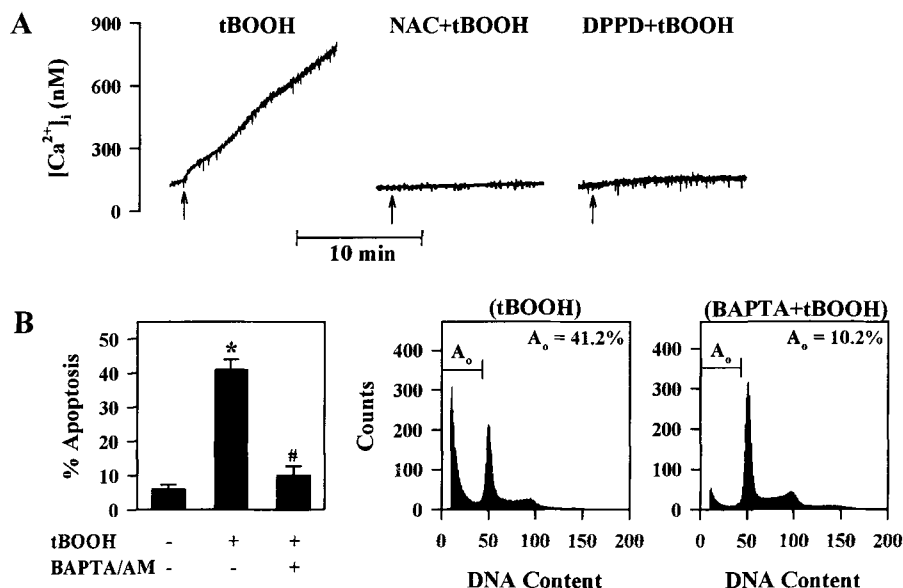 A
tBOOH
NAC+tBOOH
DPPD+tBOOH
[Ca²⁺]ᵢ (nM)
900
600
300
0
10 min
B
% Apoptosis
50
40
30
20
10
0
*
#
tBOOH - + +
BAPTA/AM - - +
(tBOOH)
Aₒ = 41.2%
Aₒ
Counts
400
300
200
100
0
0 50 100 150 200
DNA Content
(BAPTA+tBOOH)
Aₒ = 10.2%
Aₒ
400
300
200
100
0
0 50 100 150 200
DNA Content